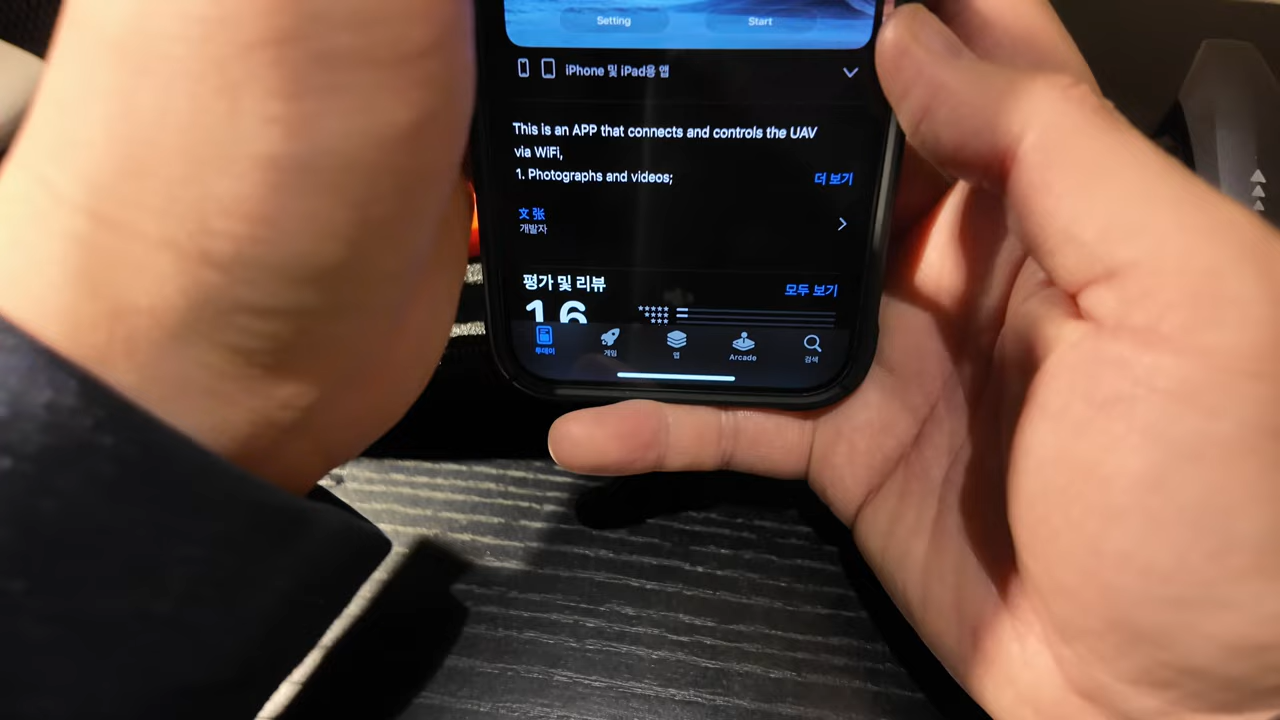 Setting
Start
iPhone 및 iPad용 앱
This is an APP that connects and controls the UAV
via WiFi,
1. Photographs and videos;
더 보기
文 张
개발자
평가 및 리뷰
모두 보기
1.6
투데이
게임
앱
Arcade
검색